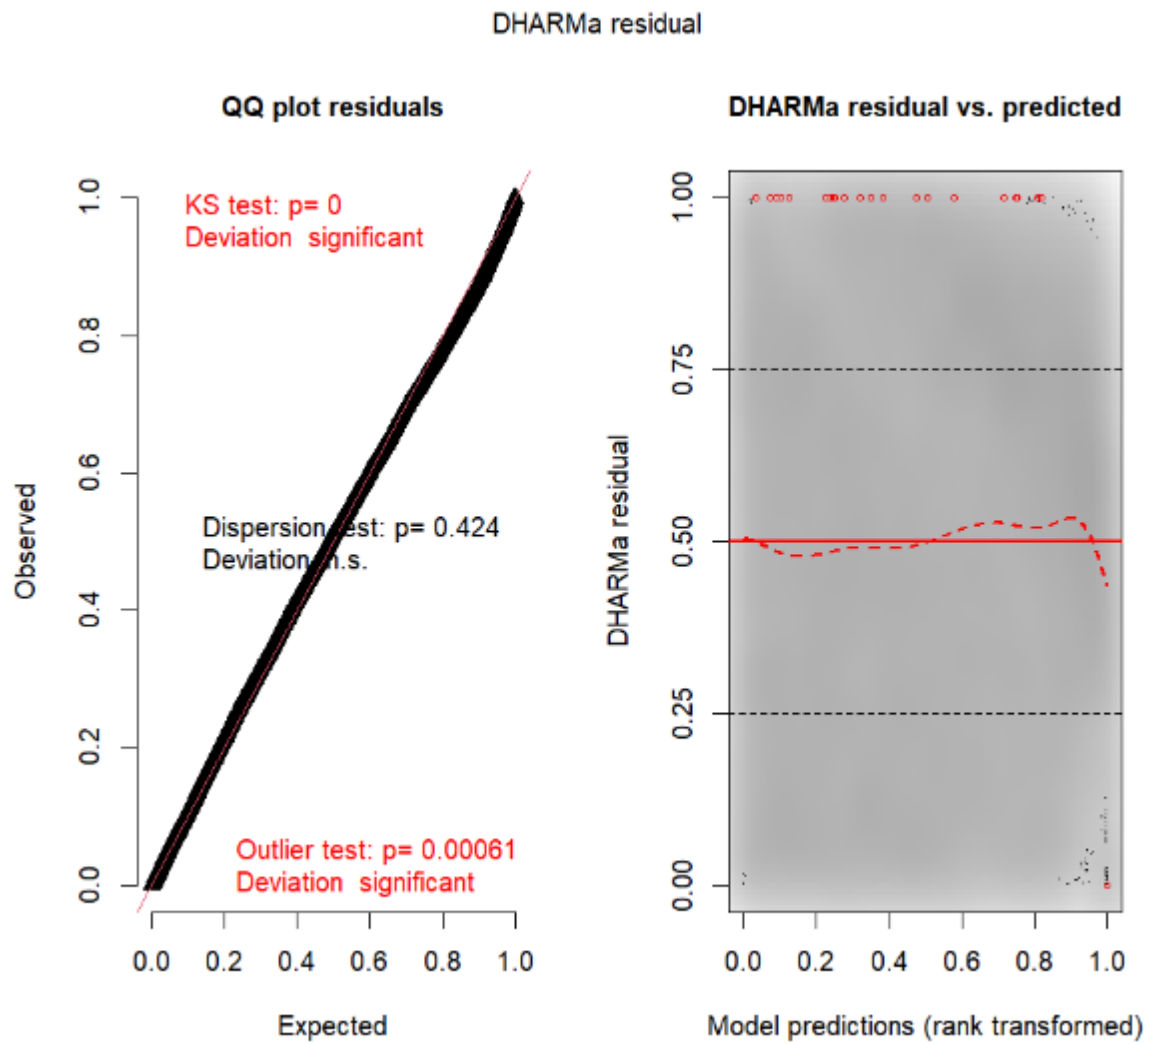 DHARMa residual
QQ plot residuals
KS test: p= 0
Deviation significant
Dispersion test: p= 0.424
Deviation n.s.
Outlier test: p= 0.00061
Deviation significant
Observed
0.0 0.2 0.4 0.6 0.8 1.0
0.0 0.2 0.4 0.6 0.8 1.0
Expected
DHARMa residual vs. predicted
DHARMa residual
0.00 0.25 0.50 0.75 1.00
0.0 0.2 0.4 0.6 0.8 1.0
Model predictions (rank transformed)